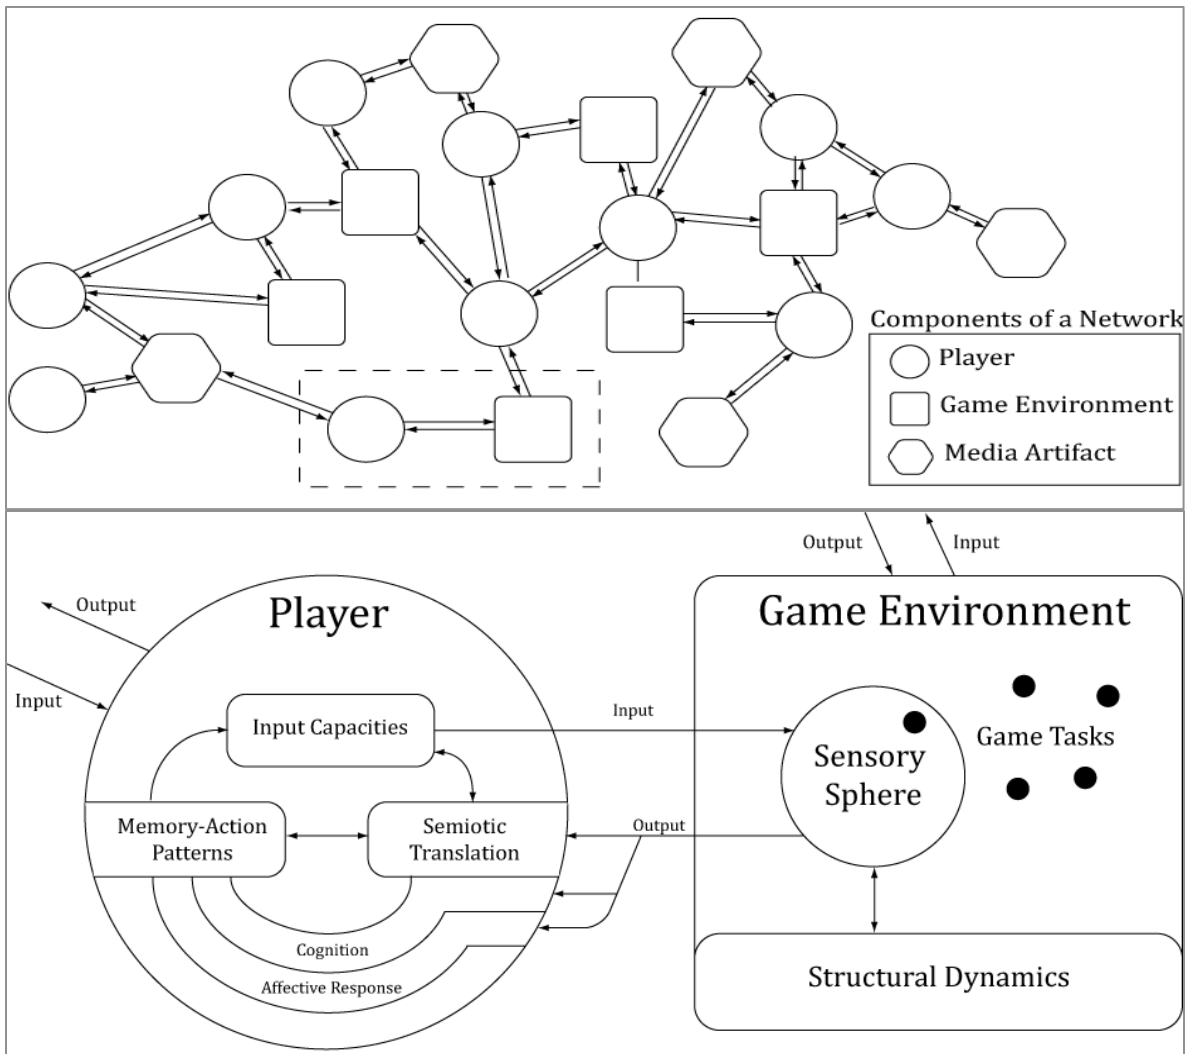 Components of a Network
Player
Game Environment
Media Artifact
Output
Input
Output
Input
Player
Game Environment
Input Capacities
Input
Sensory
Sphere
Game Tasks
Memory-Action
Patterns
Semiotic
Translation
Output
Cognition
Affective Response
Structural Dynamics